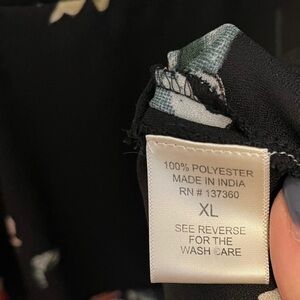 100% POLYESTER
MADE IN INDIA
RN # 137360
XL
SEE REVERSE
FOR THE
WASH CARE